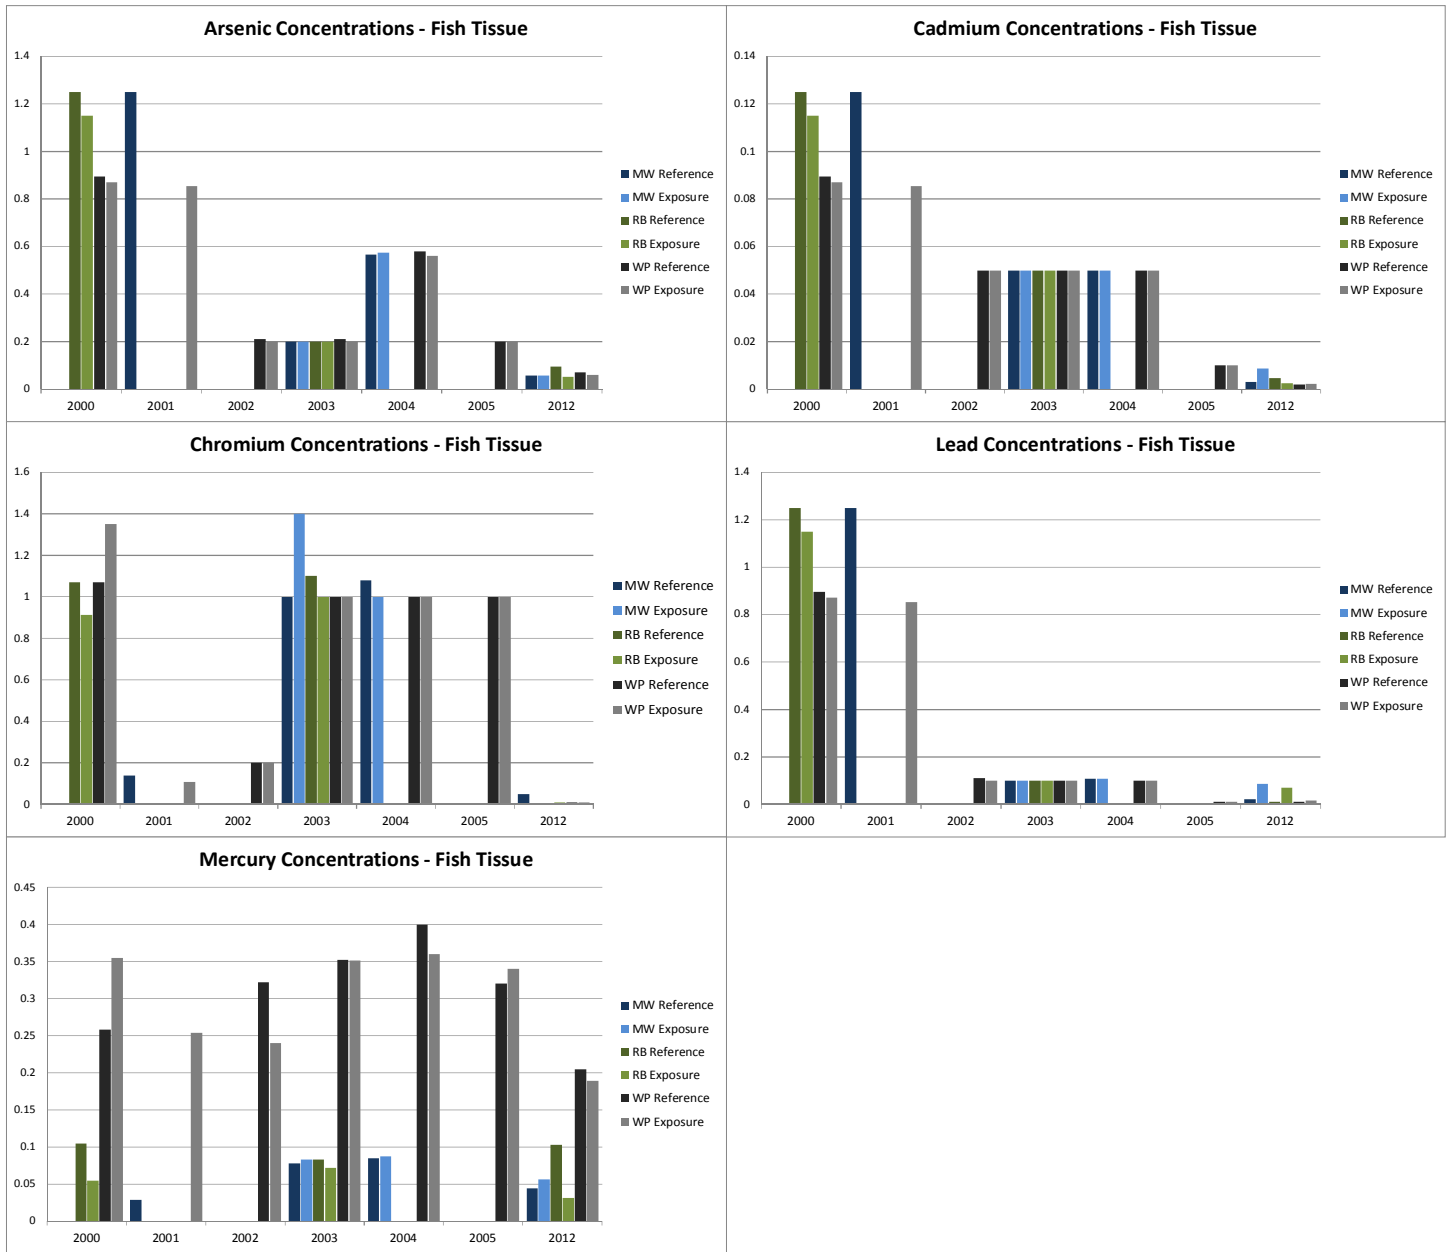 Arsenic Concentrations - Fish Tissue
1.4
1.2
1
0.8
0.6
0.4
0.2
0
2000 2001 2002 2003 2004 2005 2012
MW Reference
MW Exposure
RB Reference
RB Exposure
WP Reference
WP Exposure
Cadmium Concentrations - Fish Tissue
0.14
0.12
0.1
0.08
0.06
0.04
0.02
0
2000 2001 2002 2003 2004 2005 2012
MW Reference
MW Exposure
RB Reference
RB Exposure
WP Reference
WP Exposure
Chromium Concentrations - Fish Tissue
1.6
1.4
1.2
1
0.8
0.6
0.4
0.2
0
2000 2001 2002 2003 2004 2005 2012
MW Reference
MW Exposure
RB Reference
RB Exposure
WP Reference
WP Exposure
Lead Concentrations - Fish Tissue
1.4
1.2
1
0.8
0.6
0.4
0.2
0
2000 2001 2002 2003 2004 2005 2012
MW Reference
MW Exposure
RB Reference
RB Exposure
WP Reference
WP Exposure
Mercury Concentrations - Fish Tissue
0.45
0.4
0.35
0.3
0.25
0.2
0.15
0.1
0.05
0
2000 2001 2002 2003 2004 2005 2012
MW Reference
MW Exposure
RB Reference
RB Exposure
WP Reference
WP Exposure